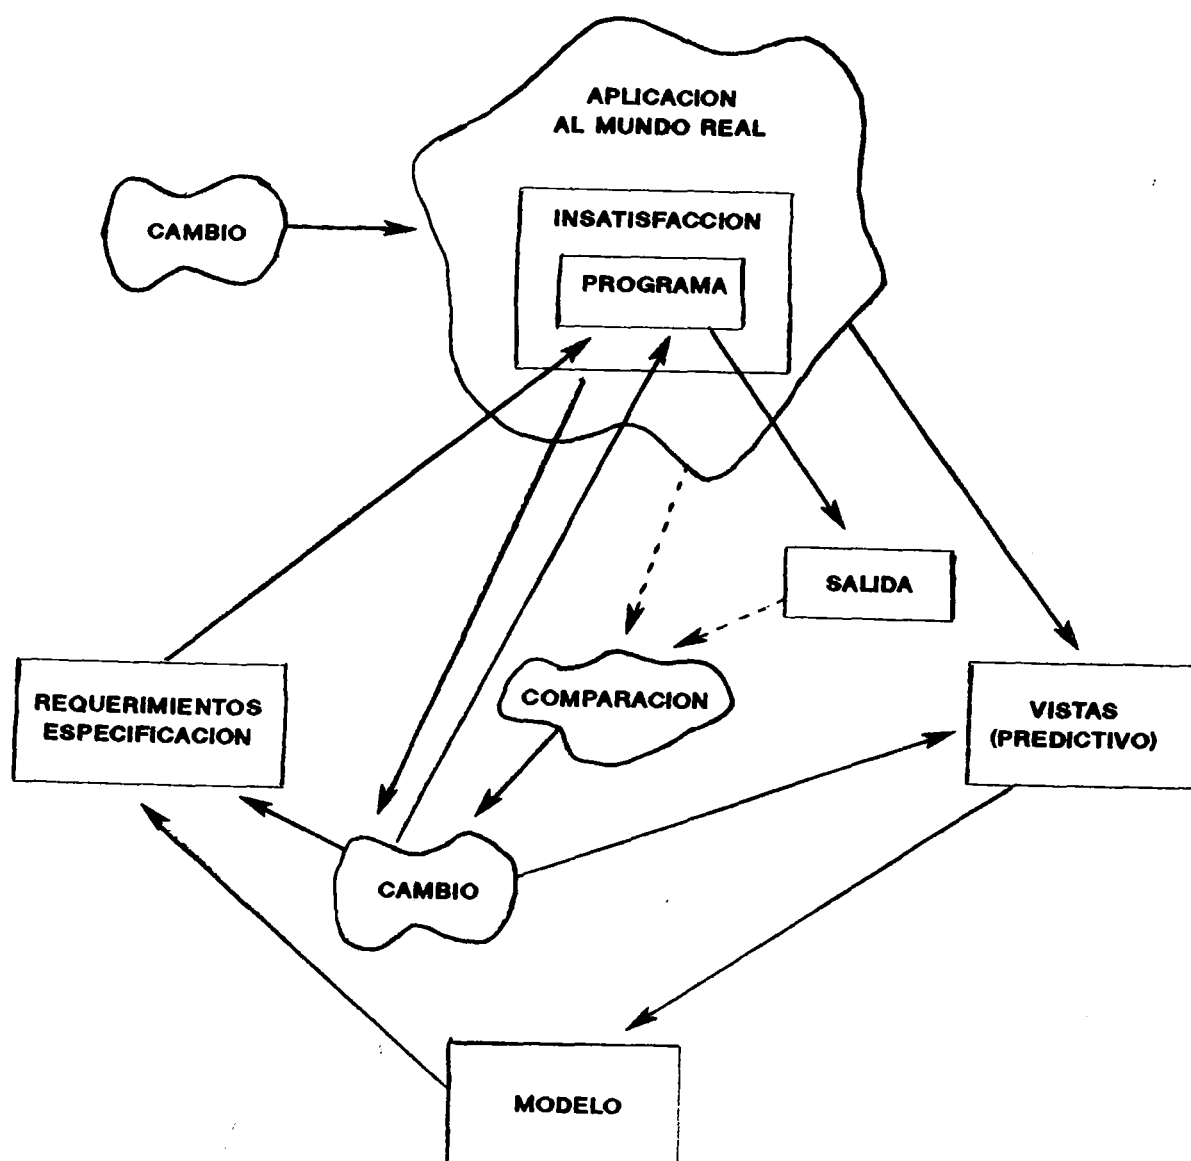 APLICACION
AL MUNDO REAL
CAMBIO
INSATISFACCION
PROGRAMA
SALIDA
REQUERIMIENTOS
ESPECIFICACION
COMPARACION
VISTAS
(PREDICTIVO)
CAMBIO
MODELO